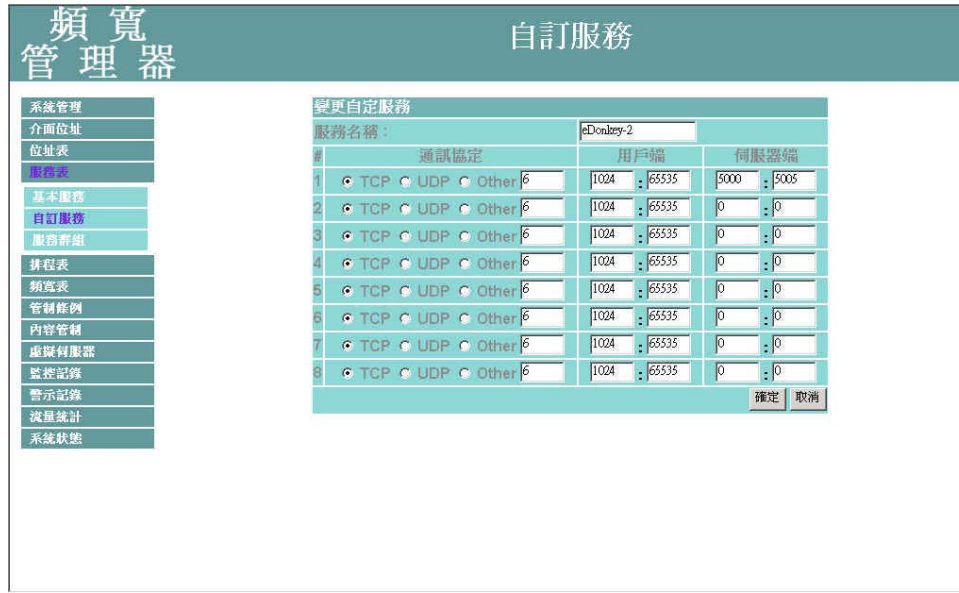 頻 寬
管 理 器
自訂服務
系統管理
介面位址
位址表
服務表
基本服務
自訂服務
服務群組
排程表
頻寬表
管制條例
內容管制
虛擬伺服器
監控記錄
警示記錄
流量統計
系統狀態
變更自定服務
服務名稱： eDonkey-2
# 通訊協定 用戶端 伺服器端
1 TCP UDP Other 6 1024 : 65535 5000 : 5005
2 TCP UDP Other 6 1024 : 65535 0 : 0
3 TCP UDP Other 6 1024 : 65535 0 : 0
4 TCP UDP Other 6 1024 : 65535 0 : 0
5 TCP UDP Other 6 1024 : 65535 0 : 0
6 TCP UDP Other 6 1024 : 65535 0 : 0
7 TCP UDP Other 6 1024 : 65535 0 : 0
8 TCP UDP Other 6 1024 : 65535 0 : 0
確定 取消